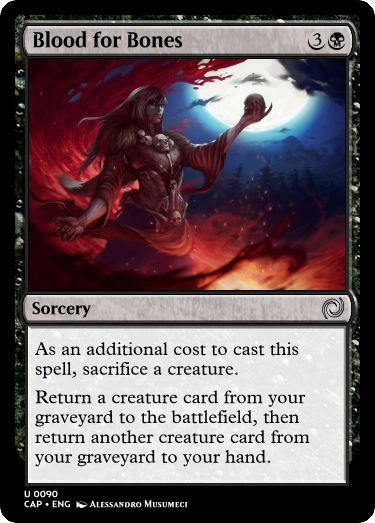 Blood for Bones 3
Sorcery
As an additional cost to cast this
spell, sacrifice a creature.
Return a creature card from your
graveyard to the battlefield, then
return another creature card from
your graveyard to your hand.
U 0090
CAP • ENG Alessandro Musumeci